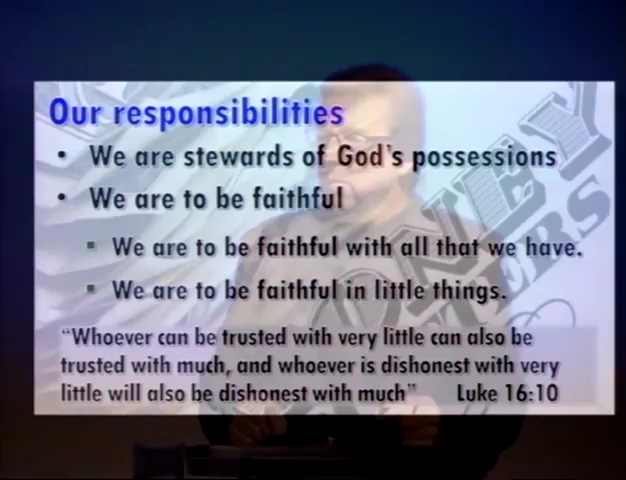 Our responsibilities
• We are stewards of God's possessions
• We are to be faithful
▪ We are to be faithful with all that we have.
▪ We are to be faithful in little things.
"Whoever can be trusted with very little can also be
trusted with much, and whoever is dishonest with very
little will also be dishonest with much" Luke 16:10
MONEY